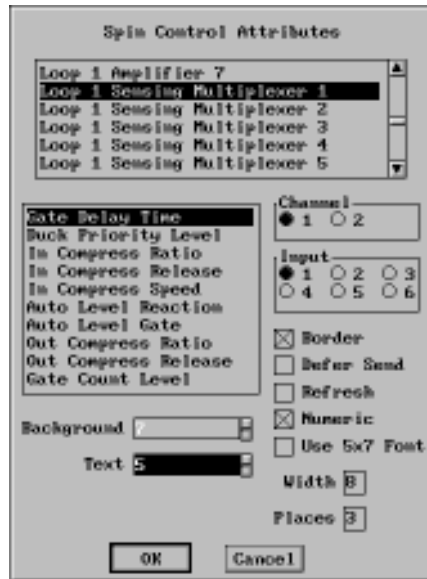 Spin Control Attributes
Loop 1 Amplifier 7
Loop 1 Sensing Multiplexer 1
Loop 1 Sensing Multiplexer 2
Loop 1 Sensing Multiplexer 3
Loop 1 Sensing Multiplexer 4
Loop 1 Sensing Multiplexer 5
Gate Delay Time
Duck Priority Level
In Compress Ratio
In Compress Release
In Compress Speed
Auto Level Reaction
Auto Level Gate
Out Compress Ratio
Out Compress Release
Gate Count Level
Channel
1 2
Input
1 2 3
4 5 6
Border
Defer Send
Refresh
Numeric
Use 5x7 Font
Background 7
Text 5
Width 8
Places 3
OK Cancel